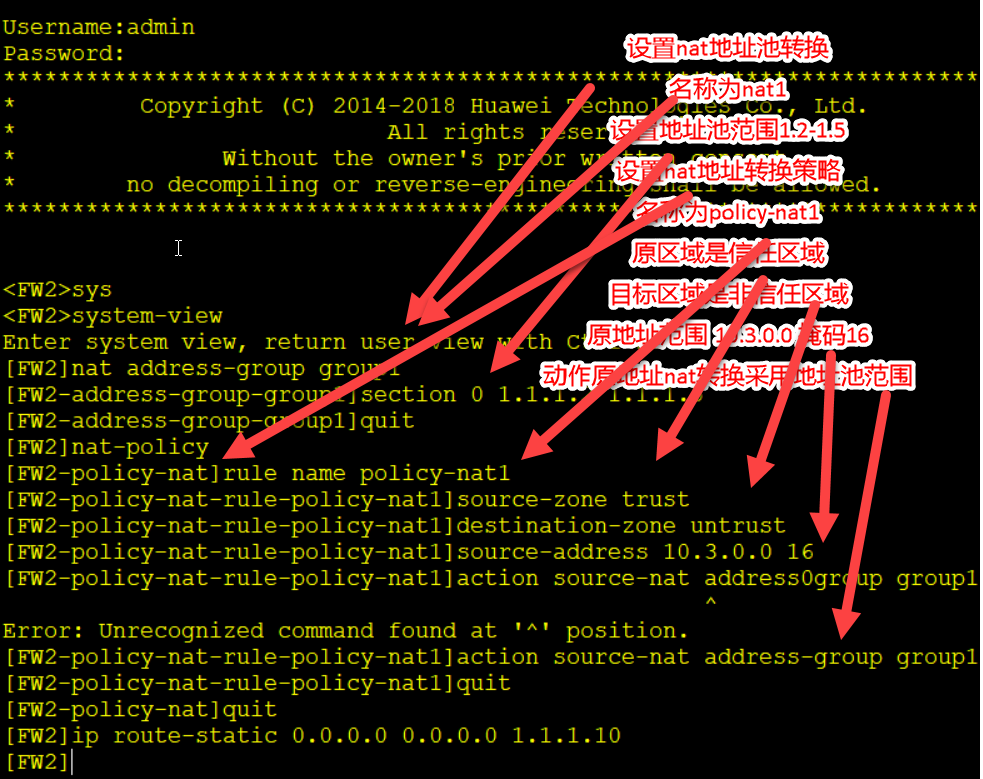 Username:admin
Password:
设置nat地址池转换
********************************************************************************
名称为nat1
* Copyright (C) 2014-2018 Huawei Technologies Co., Ltd.
设置地址池范围1.2-1.5
* All rights
* Without the owner's prior
设置nat地址转换策略
* no decompiling or reverse-engineering shall be allowed.
********************************************************************************
名称为policy-nat1
原区域是信任区域
<FW2>sys
目标区域是非信任区域
<FW2>system-view
原地址范围 10.3.0.0 掩码16
Enter system view, return user view with
[FW2]nat address-group group1
动作原地址nat转换采用地址池范围
[FW2-address-group-group1]section 0 1.1.1. 1.1.1.5
[FW2-address-group-group1]quit
[FW2]nat-policy
[FW2-policy-nat]rule name policy-nat1
[FW2-policy-nat-rule-policy-nat1]source-zone trust
[FW2-policy-nat-rule-policy-nat1]destination-zone untrust
[FW2-policy-nat-rule-policy-nat1]source-address 10.3.0.0 16
[FW2-policy-nat-rule-policy-nat1]action source-nat address0group group1
^
Error: Unrecognized command found at '^' position.
[FW2-policy-nat-rule-policy-nat1]action source-nat address-group group1
[FW2-policy-nat-rule-policy-nat1]quit
[FW2-policy-nat]quit
[FW2]ip route-static 0.0.0.0 0.0.0.0 1.1.1.10
[FW2]